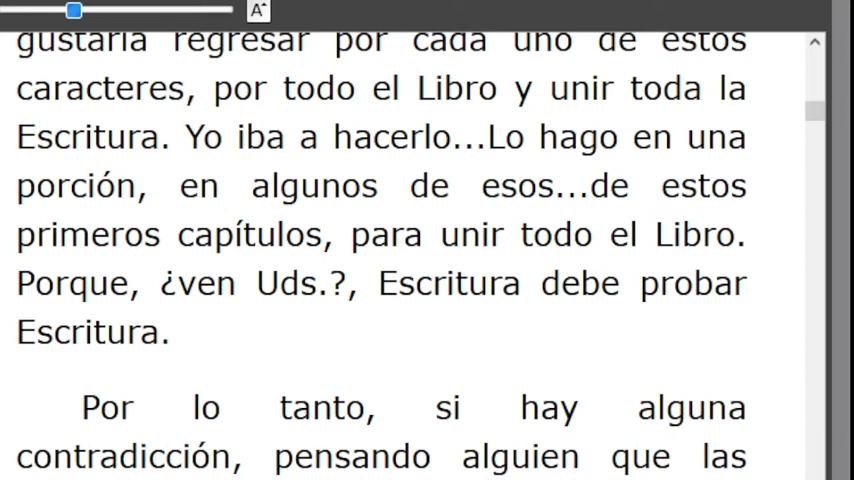 A
gustaría regresar por cada uno de estos
caracteres, por todo el Libro y unir toda la
Escritura. Yo iba a hacerlo…Lo hago en una
porción, en algunos de esos…de estos
primeros capítulos, para unir todo el Libro.
Porque, ¿ven Uds.?, Escritura debe probar
Escritura.
Por lo tanto, si hay alguna
contradicción, pensando alguien que las